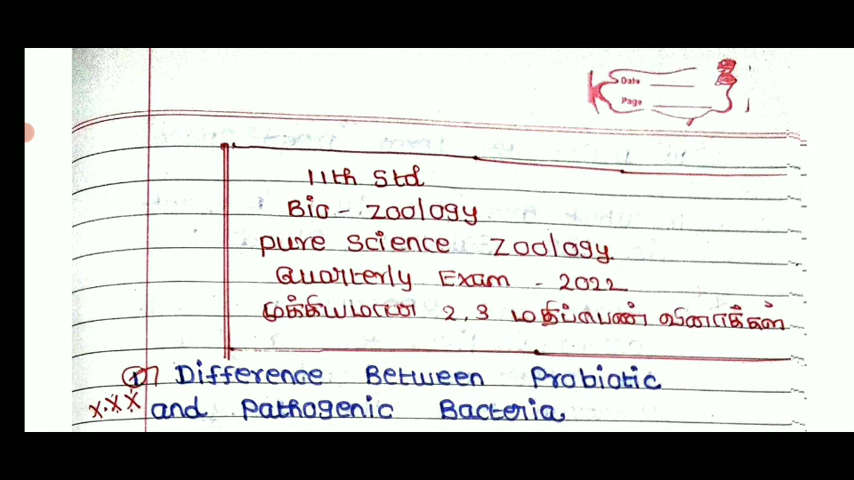 Date
Page
11th Std
Bio - Zoology
pure science Zoology
Quarterly Exam - 2022
முக்கியமான 2, 3 மதிப்பெண் வினாக்கள்
1) Difference Between Probiotic
x.x x and Pathogenic Bacteria.